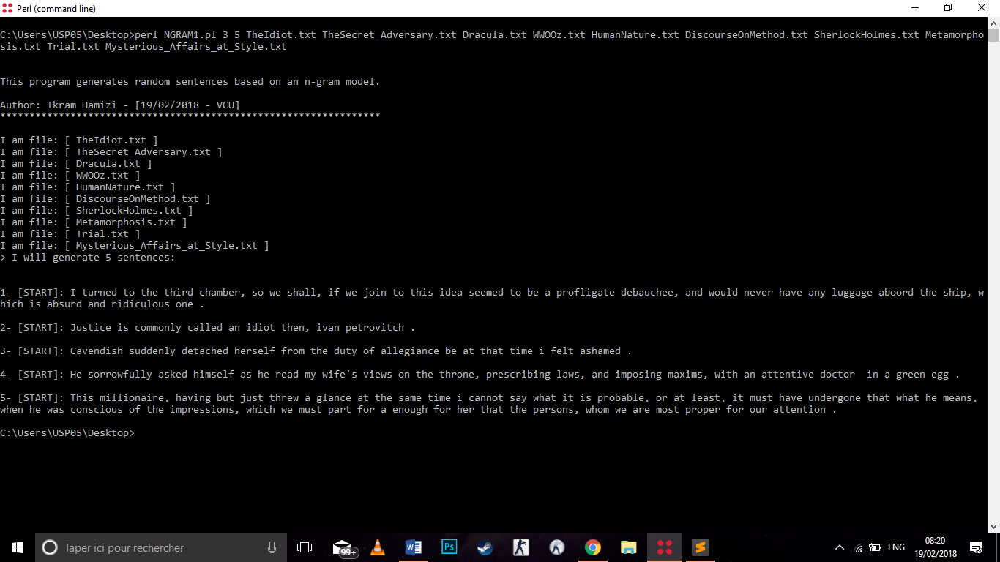 Perl (command line)
C:\Users\USP05\Desktop>perl NGRAM1.pl 3 5 TheIdiot.txt TheSecret_Adversary.txt Dracula.txt WWOOz.txt HumanNature.txt DiscourseOnMethod.txt SherlockHolmes.txt Metamorpho
sis.txt Trial.txt Mysterious_Affairs_at_Style.txt
This program generates random sentences based on an n-gram model.
Author: Ikram Hamizi - [19/02/2018 - VCU]
*****************************************************************
I am file: [ TheIdiot.txt ]
I am file: [ TheSecret_Adversary.txt ]
I am file: [ Dracula.txt ]
I am file: [ WWOOz.txt ]
I am file: [ HumanNature.txt ]
I am file: [ DiscourseOnMethod.txt ]
I am file: [ SherlockHolmes.txt ]
I am file: [ Metamorphosis.txt ]
I am file: [ Trial.txt ]
I am file: [ Mysterious_Affairs_at_Style.txt ]
> I will generate 5 sentences:
1- [START]: I turned to the third chamber, so we shall, if we join to this idea seemed to be a profligate debauchee, and would never have any luggage aboord the ship, w
hich is absurd and ridiculous one .
2- [START]: Justice is commonly called an idiot then, ivan petrovitch .
3- [START]: Cavendish suddenly detached herself from the duty of allegiance be at that time i felt ashamed .
4- [START]: He sorrowfully asked himself as he read my wife's views on the throne, prescribing laws, and imposing maxims, with an attentive doctor  in a green egg .
5- [START]: This millionaire, having but just threw a glance at the same time i cannot say what it is probable, or at least, it must have undergone that what he means,
when he was conscious of the impressions, which we must part for a enough for her that the persons, whom we are most proper for our attention .
C:\Users\USP05\Desktop>
Taper ici pour rechercher
99+
Ps
ENG
08:20
19/02/2018